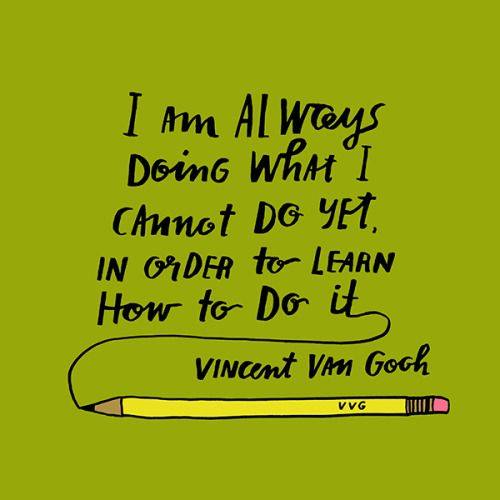 I Am AlWays
Doing WhAt I
CAnnot Do yEt,
IN OrDER to LEARN
How to Do it
VINCent VAn GoGh
VVG